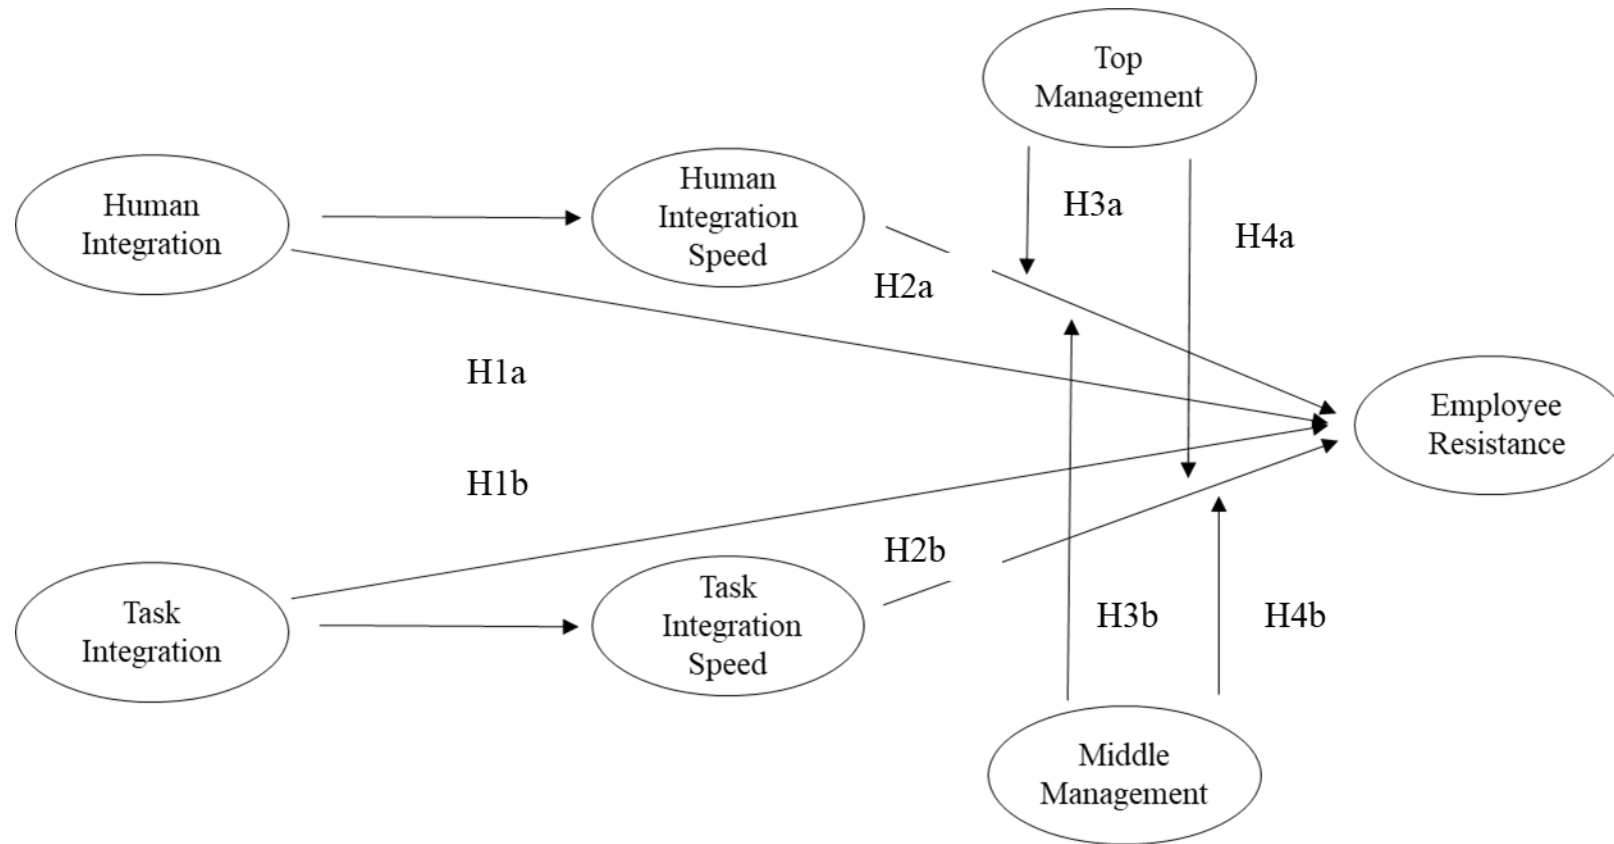 Top
Management
Human
Integration
Speed
Human
Integration
H3a
H4a
H2a
H1a
Employee
Resistance
H1b
H2b
Task
Integration
Task
Integration
Speed
H3b
H4b
Middle
Management